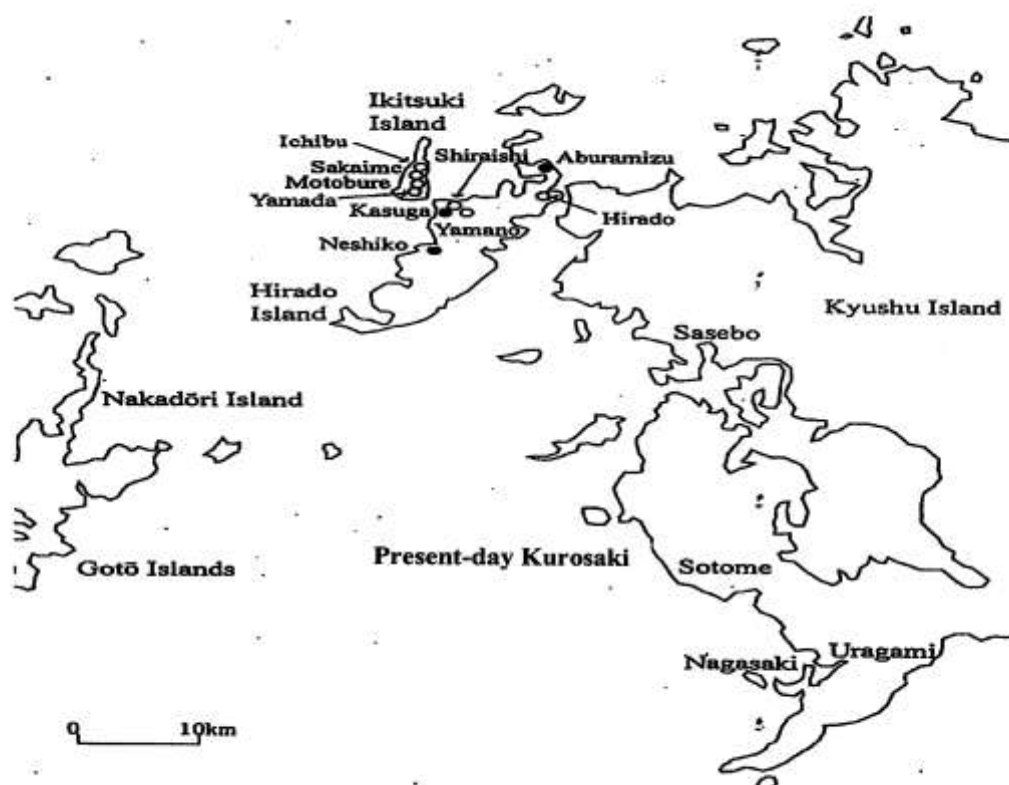 Ikitsuki
Island
Ichibu
Shiraishi
Aburamizu
Sakaime
Motobure
Yamada
Kasuga
Hirado
Yamano
Neshiko
Hirado
Island
Kyushu Island
Sasebo
Nakadōri Island
Present-day Kurosaki
Gotō Islands
Sotome
Uragami
Nagasaki
0 10km